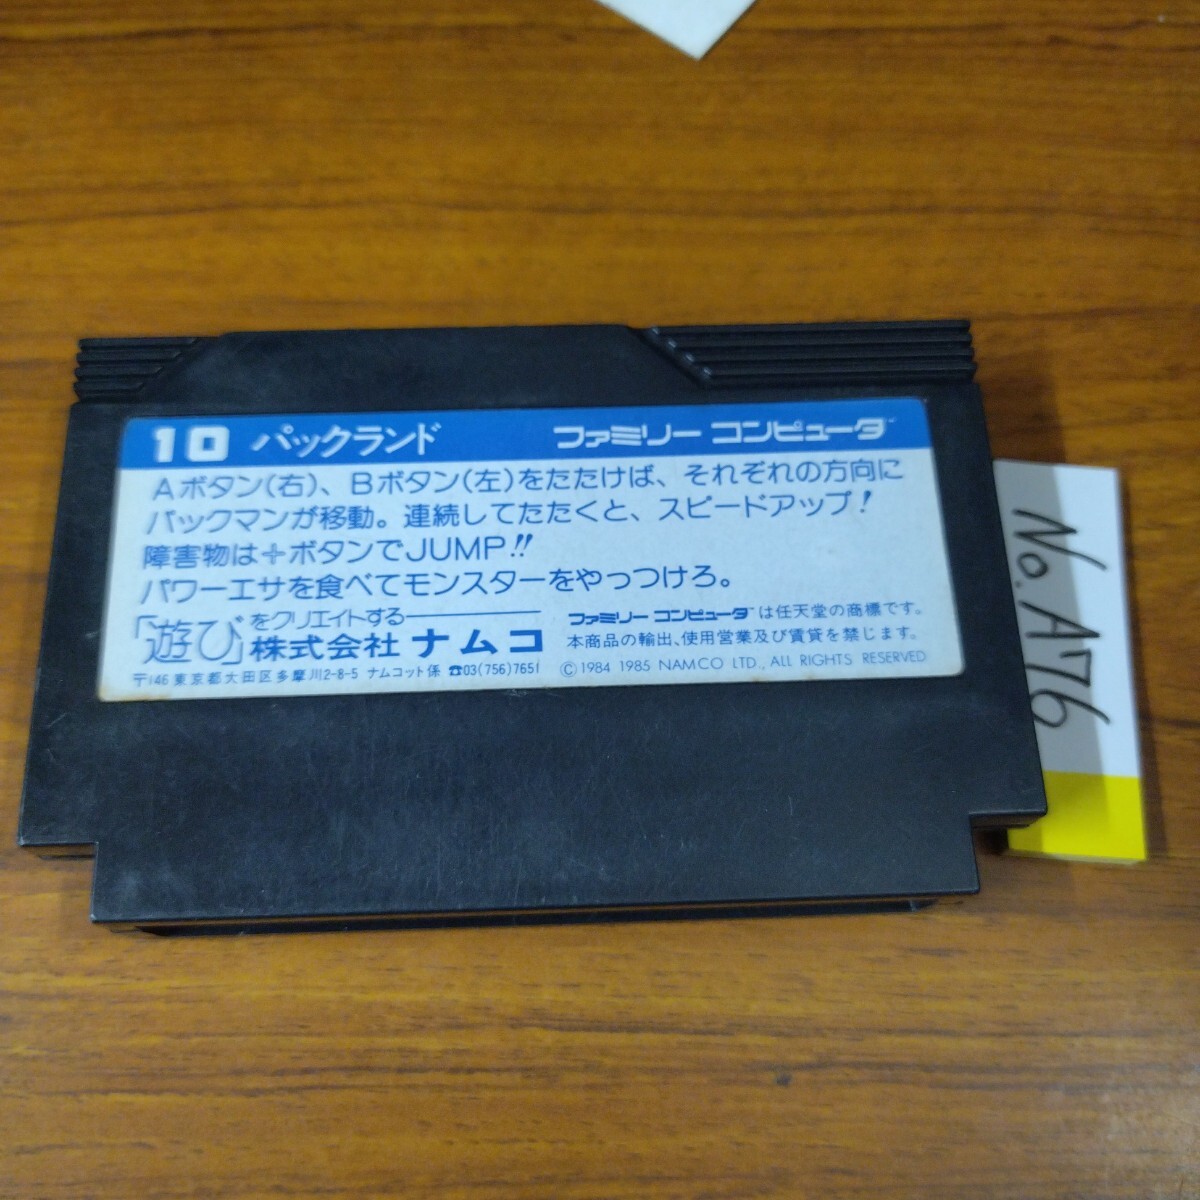 10 パックランド ファミリー コンピュータ™
Aボタン(右)、Bボタン(左)をたたけば、それぞれの方向に
パックマンが移動。連続してたたくと、スピードアップ!
障害物は+ボタンでJUMP!!
パワーエサを食べてモンスターをやっつけろ。
「遊び」をクリエイトする
株式会社 ナムコ
〒146 東京都大田区多摩川2-8-5 ナムコット係 ☎03(756)7651
ファミリー コンピュータ™は任天堂の商標です。
本商品の輸出、使用営業及び賃貸を禁じます。
©1984 1985 NAMCO LTD., ALL RIGHTS RESERVED
No. A76